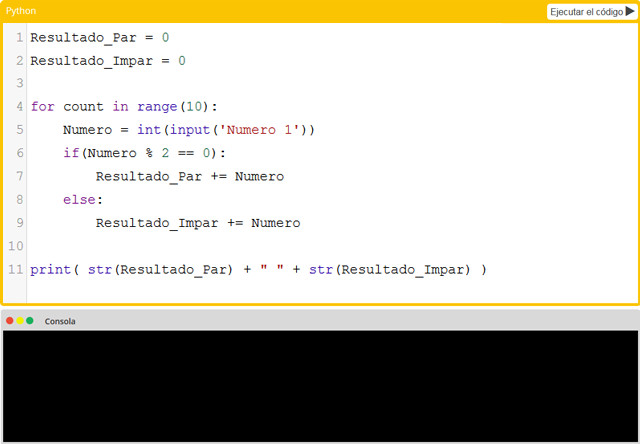 Python
Ejecutar el código
1 Resultado_Par = 0
2 Resultado_Impar = 0
3
4 for count in range(10):
5     Numero = int(input('Numero 1'))
6     if(Numero % 2 == 0):
7         Resultado_Par += Numero
8     else:
9         Resultado_Impar += Numero
10
11 print( str(Resultado_Par) + " " + str(Resultado_Impar) )
Consola